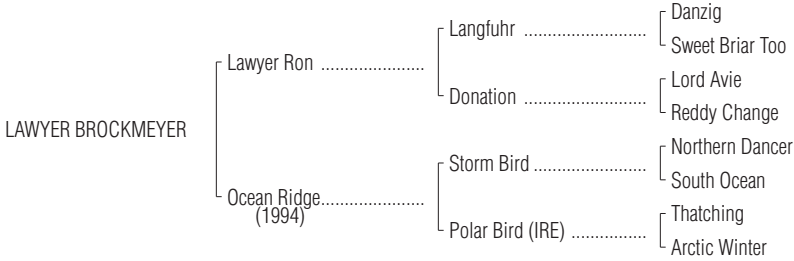 Danzig
Langfuhr ..........................
Sweet Briar Too
Lawyer Ron ......................
Lord Avie
Donation ..........................
Reddy Change
LAWYER BROCKMEYER
Northern Dancer
Storm Bird ........................
South Ocean
Ocean Ridge......................
(1994)
Thatching
Polar Bird (IRE) ................
Arctic Winter